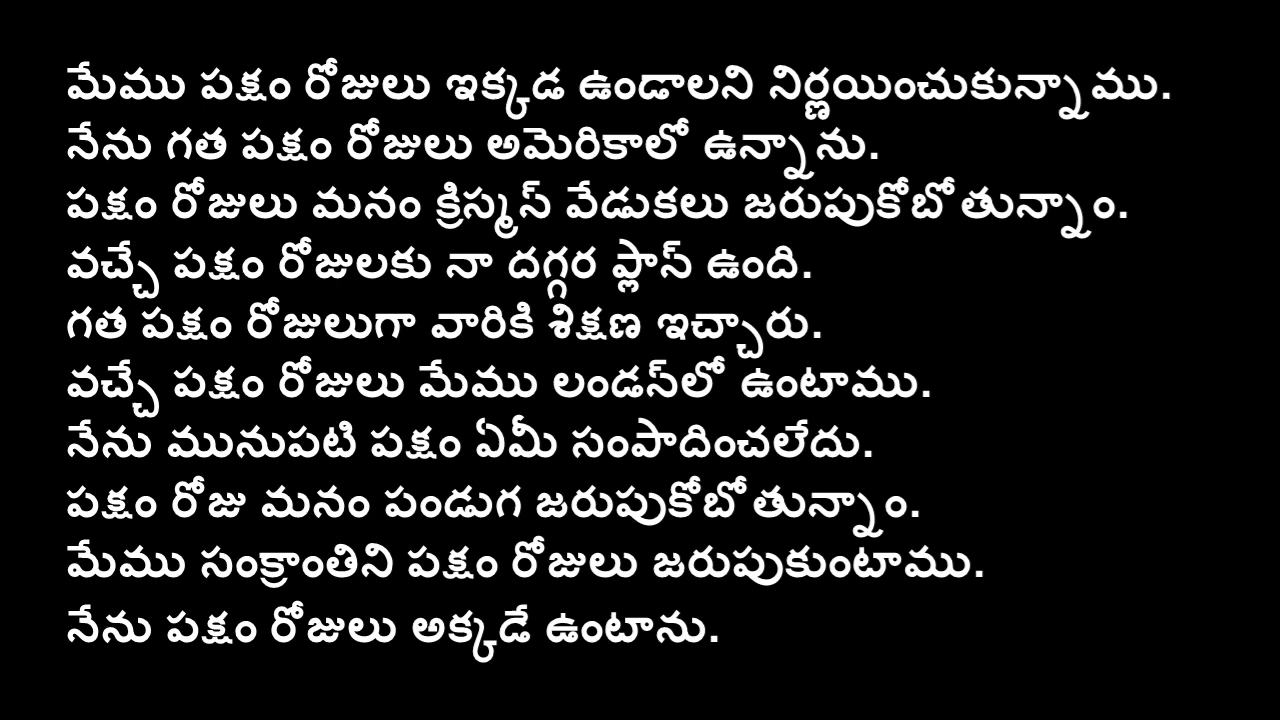 మేము పక్షం రోజులు ఇక్కడ ఉండాలని నిర్ణయించుకున్నాము.
నేను గత పక్షం రోజులు అమెరికాలో ఉన్నాను.
పక్షం రోజులు మనం క్రిస్మస్ వేడుకలు జరుపుకోబోతున్నాం.
వచ్చే పక్షం రోజులకు నా దగ్గర ప్లాన్ ఉంది.
గత పక్షం రోజులుగా వారికి శిక్షణ ఇచ్చారు.
వచ్చే పక్షం రోజులు మేము లండన్‌లో ఉంటాము.
నేను మునుపటి పక్షం ఏమీ సంపాదించలేదు.
పక్షం రోజు మనం పండుగ జరుపుకోబోతున్నాం.
మేము సంక్రాంతిని పక్షం రోజులు జరుపుకుంటాము.
నేను పక్షం రోజులు అక్కడే ఉంటాను.